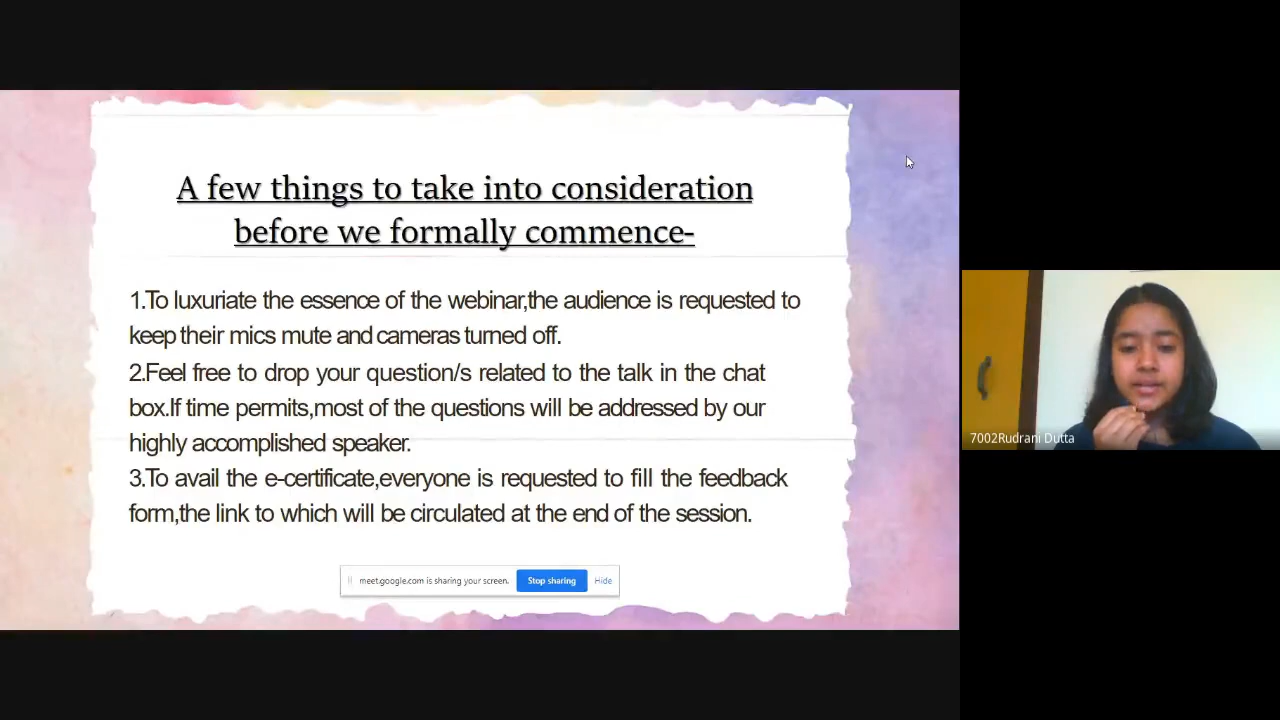 A few things to take into consideration
before we formally commence-
1.To luxuriate the essence of the webinar,the audience is requested to
keep their mics mute and cameras turned off.
2.Feel free to drop your question/s related to the talk in the chat
box.If time permits,most of the questions will be addressed by our
highly accomplished speaker.
3.To avail the e-certificate,everyone is requested to fill the feedback
form,the link to which will be circulated at the end of the session.
meet.google.com is sharing your screen. Stop sharing Hide
7002Rudrani Dutta